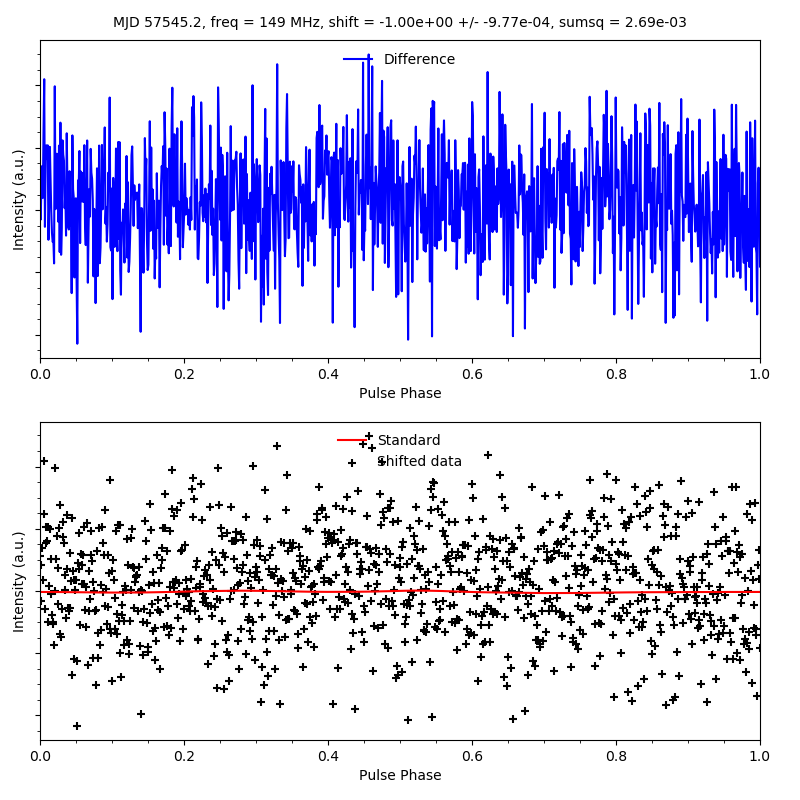 MJD 57545.2, freq = 149 MHz, shift = -1.00e+00 +/- -9.77e-04, sumsq = 2.69e-03
Difference
Intensity (a.u.)
0.0 0.2 0.4 0.6 0.8 1.0
Pulse Phase
Standard
Shifted data
Intensity (a.u.)
0.0 0.2 0.4 0.6 0.8 1.0
Pulse Phase